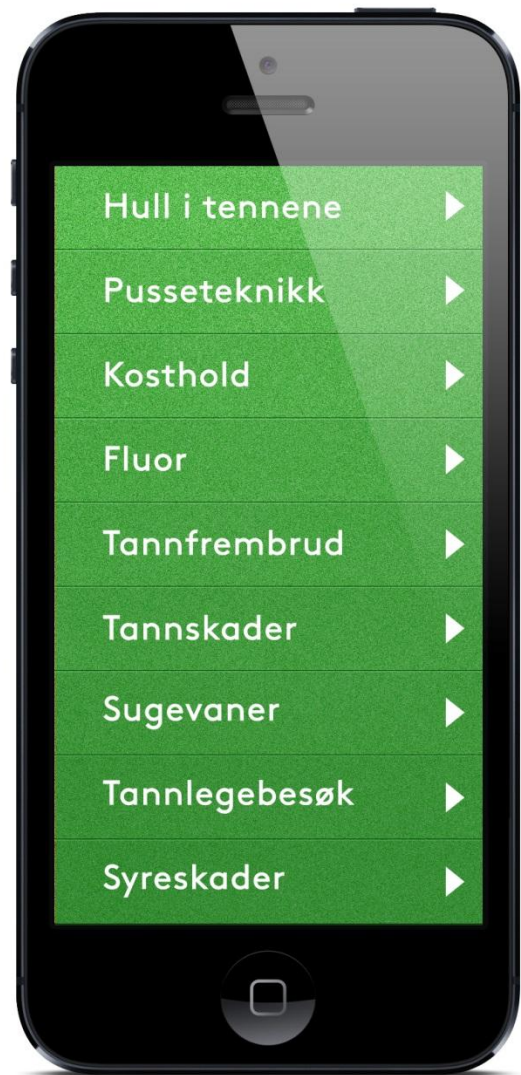 Hull i tennene
Pusseteknikk
Kosthold
Fluor
Tannfrembrud
Tannskader
Sugevaner
Tannlegebesøk
Syreskader